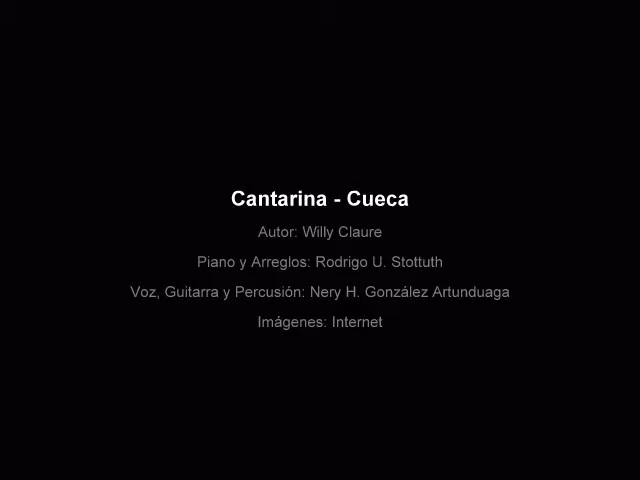 Cantarina - Cueca
Autor: Willy Claure
Piano y Arreglos: Rodrigo U. Stottuth
Voz, Guitarra y Percusión: Nery H. González Artunduaga
Imágenes: Internet